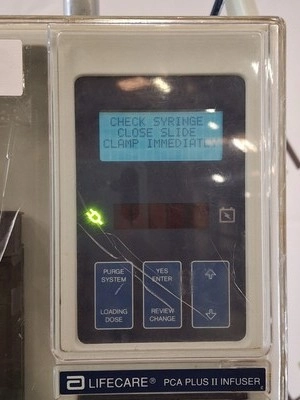 CHECK SYRINGE
CLOSE SLIDE
CLAMP IMMEDIATLY
PURGE
SYSTEM
LOADING
DOSE
YES
ENTER
REVIEW
CHANGE
LIFECARE® PCA PLUS II INFUSER